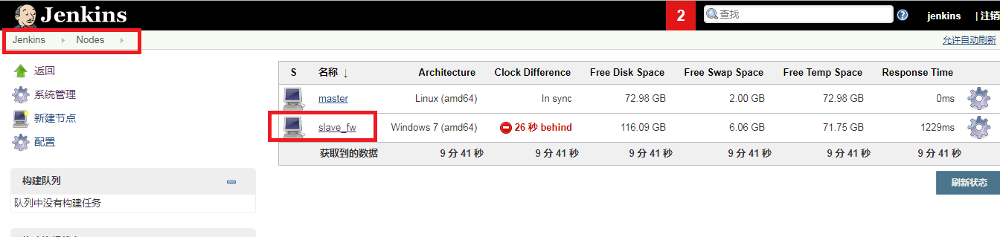 Jenkins
2
查找
?
jenkins
| 注销
Jenkins Nodes
允许自动刷新
返回
系统管理
新建节点
配置
构建队列
队列中没有构建任务
S 名称 ↓ Architecture Clock Difference Free Disk Space Free Swap Space Free Temp Space Response Time
master Linux (amd64) In sync 72.98 GB 2.00 GB 72.98 GB 0ms
slave_fw Windows 7 (amd64) 26 秒 behind 116.09 GB 6.06 GB 71.75 GB 1229ms
获取到的数据 9 分 41 秒 9 分 41 秒 9 分 41 秒 9 分 41 秒 9 分 41 秒 9 分 41 秒
刷新状态